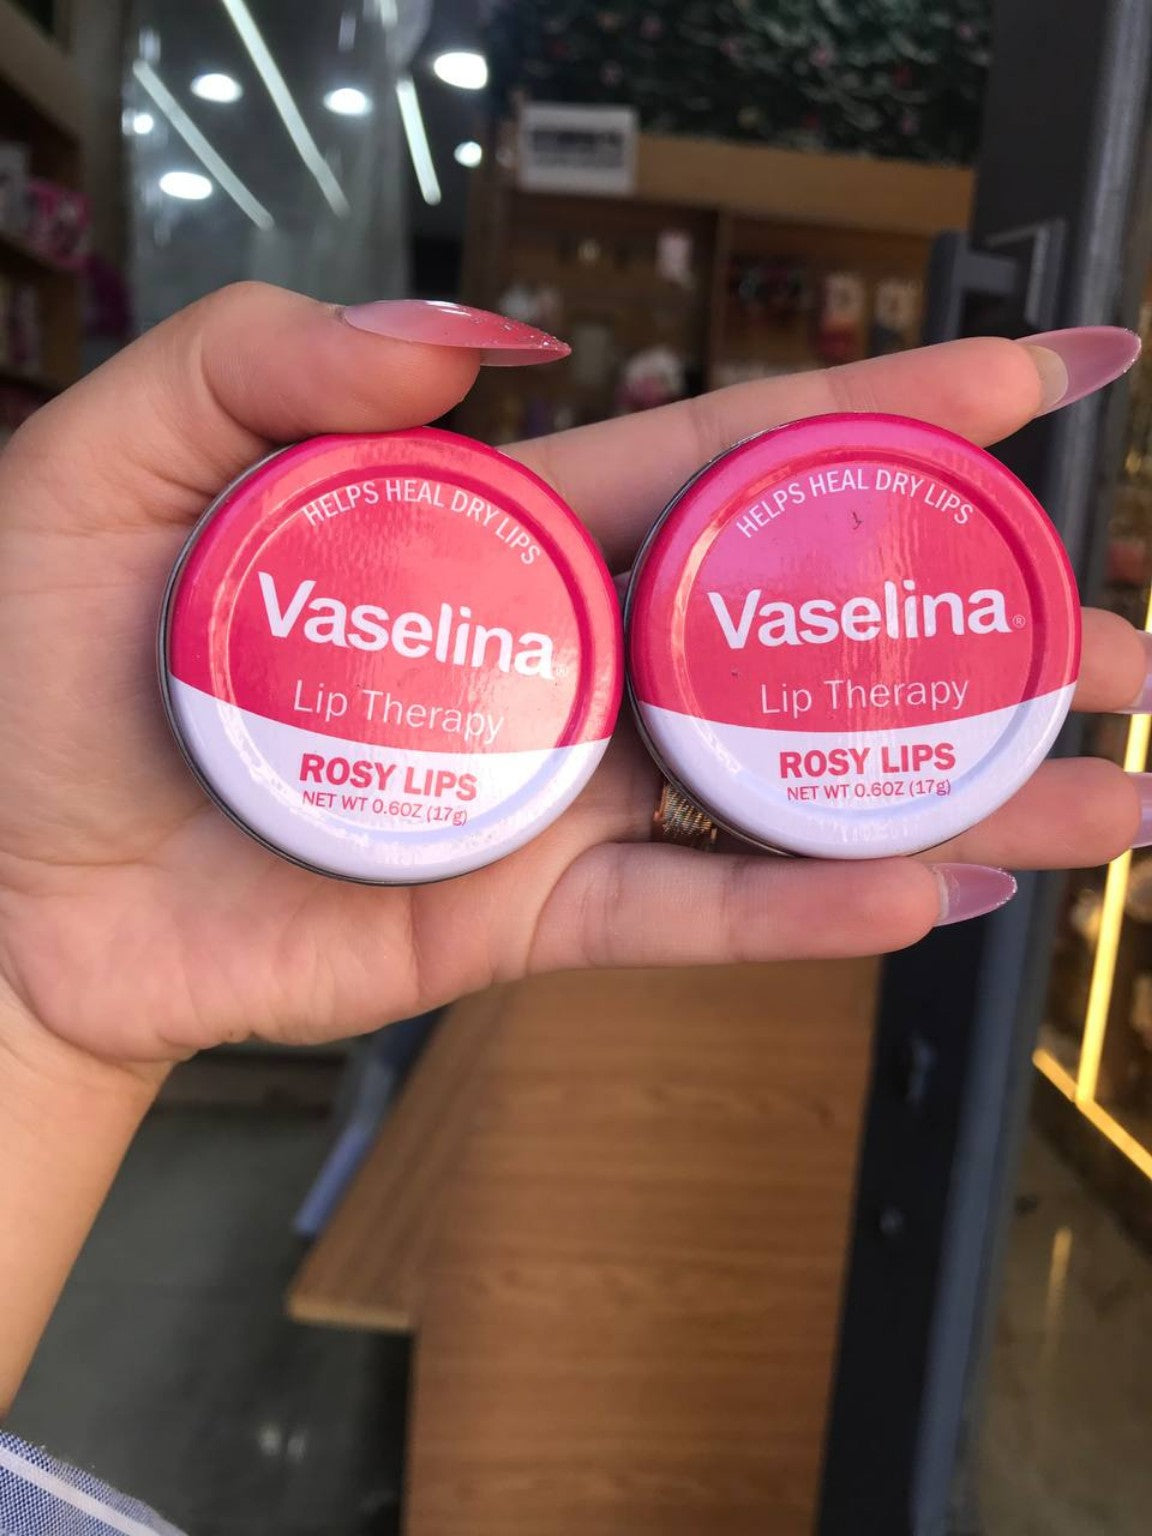 HELPS HEAL DRY LIPS
Vaselina®
Lip Therapy
ROSY LIPS
NET WT 0.6OZ (17g)
HELPS HEAL DRY LIPS
Vaselina®
Lip Therapy
ROSY LIPS
NET WT 0.6OZ (17g)